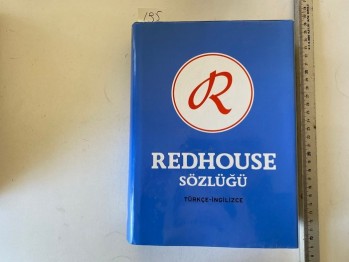 195
R
REDHOUSE
SÖZLÜĞÜ
TÜRKÇE-İNGİLİZCE